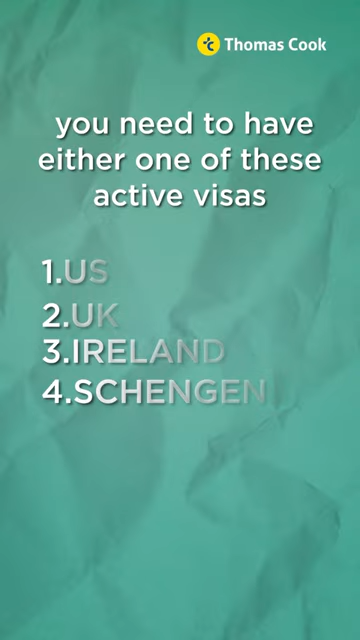 Thomas Cook
you need to have
either one of these
active visas
1.US
2.UK
3.IRELAND
4.SCHENGEN